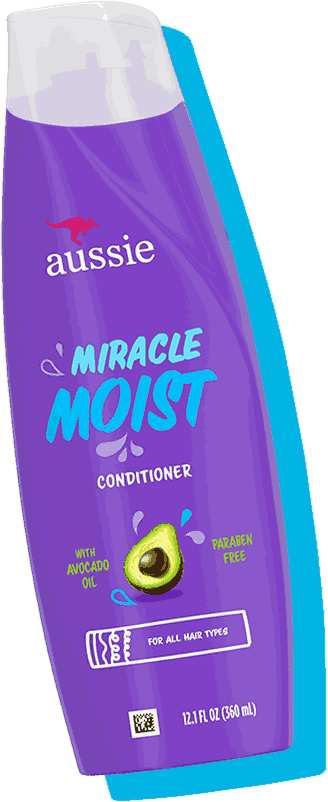 aussie
MIRACLE
MOIST
CONDITIONER
WITH
AVOCADO
OIL
PARABEN
FREE
FOR ALL HAIR TYPES
12.1 FL OZ (360 mL)